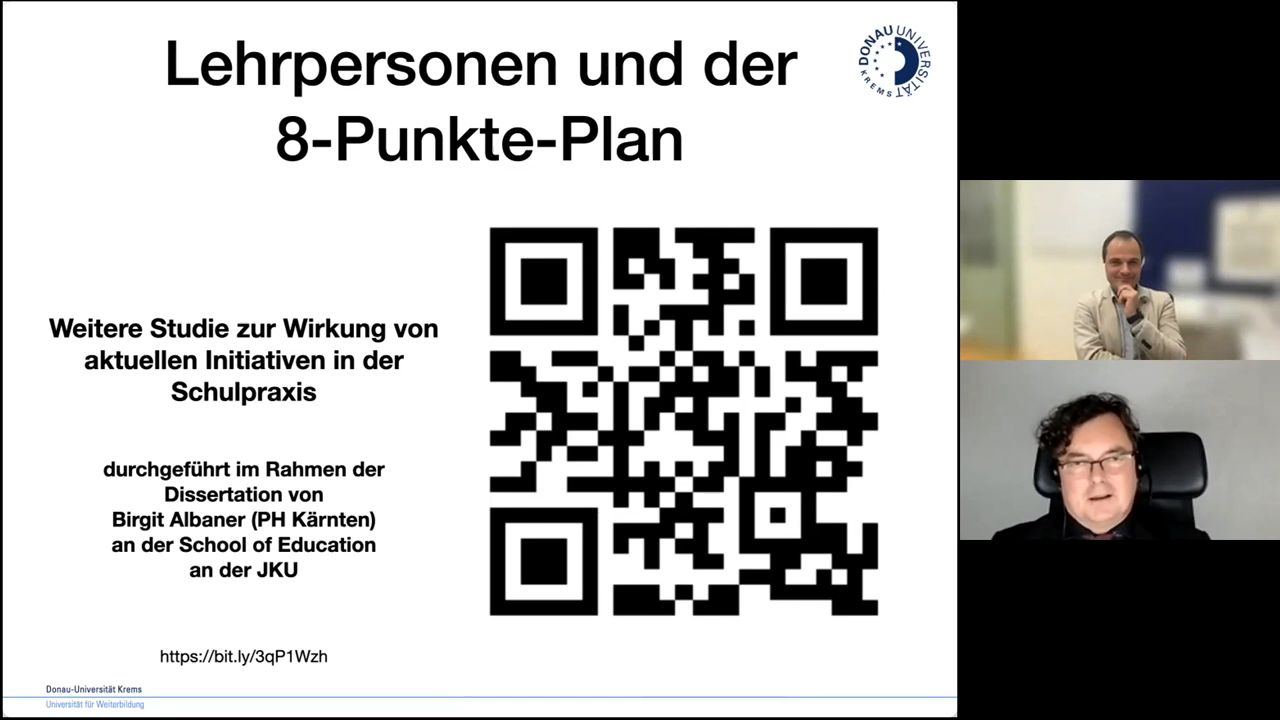 Lehrpersonen und der
8-Punkte-Plan
DONAU UNIVERSITÄT KREMS
Weitere Studie zur Wirkung von
aktuellen Initiativen in der
Schulpraxis
durchgeführt im Rahmen der
Dissertation von
Birgit Albaner (PH Kärnten)
an der School of Education
an der JKU
https://bit.ly/3qP1Wzh
Donau-Universität Krems
Universität für Weiterbildung